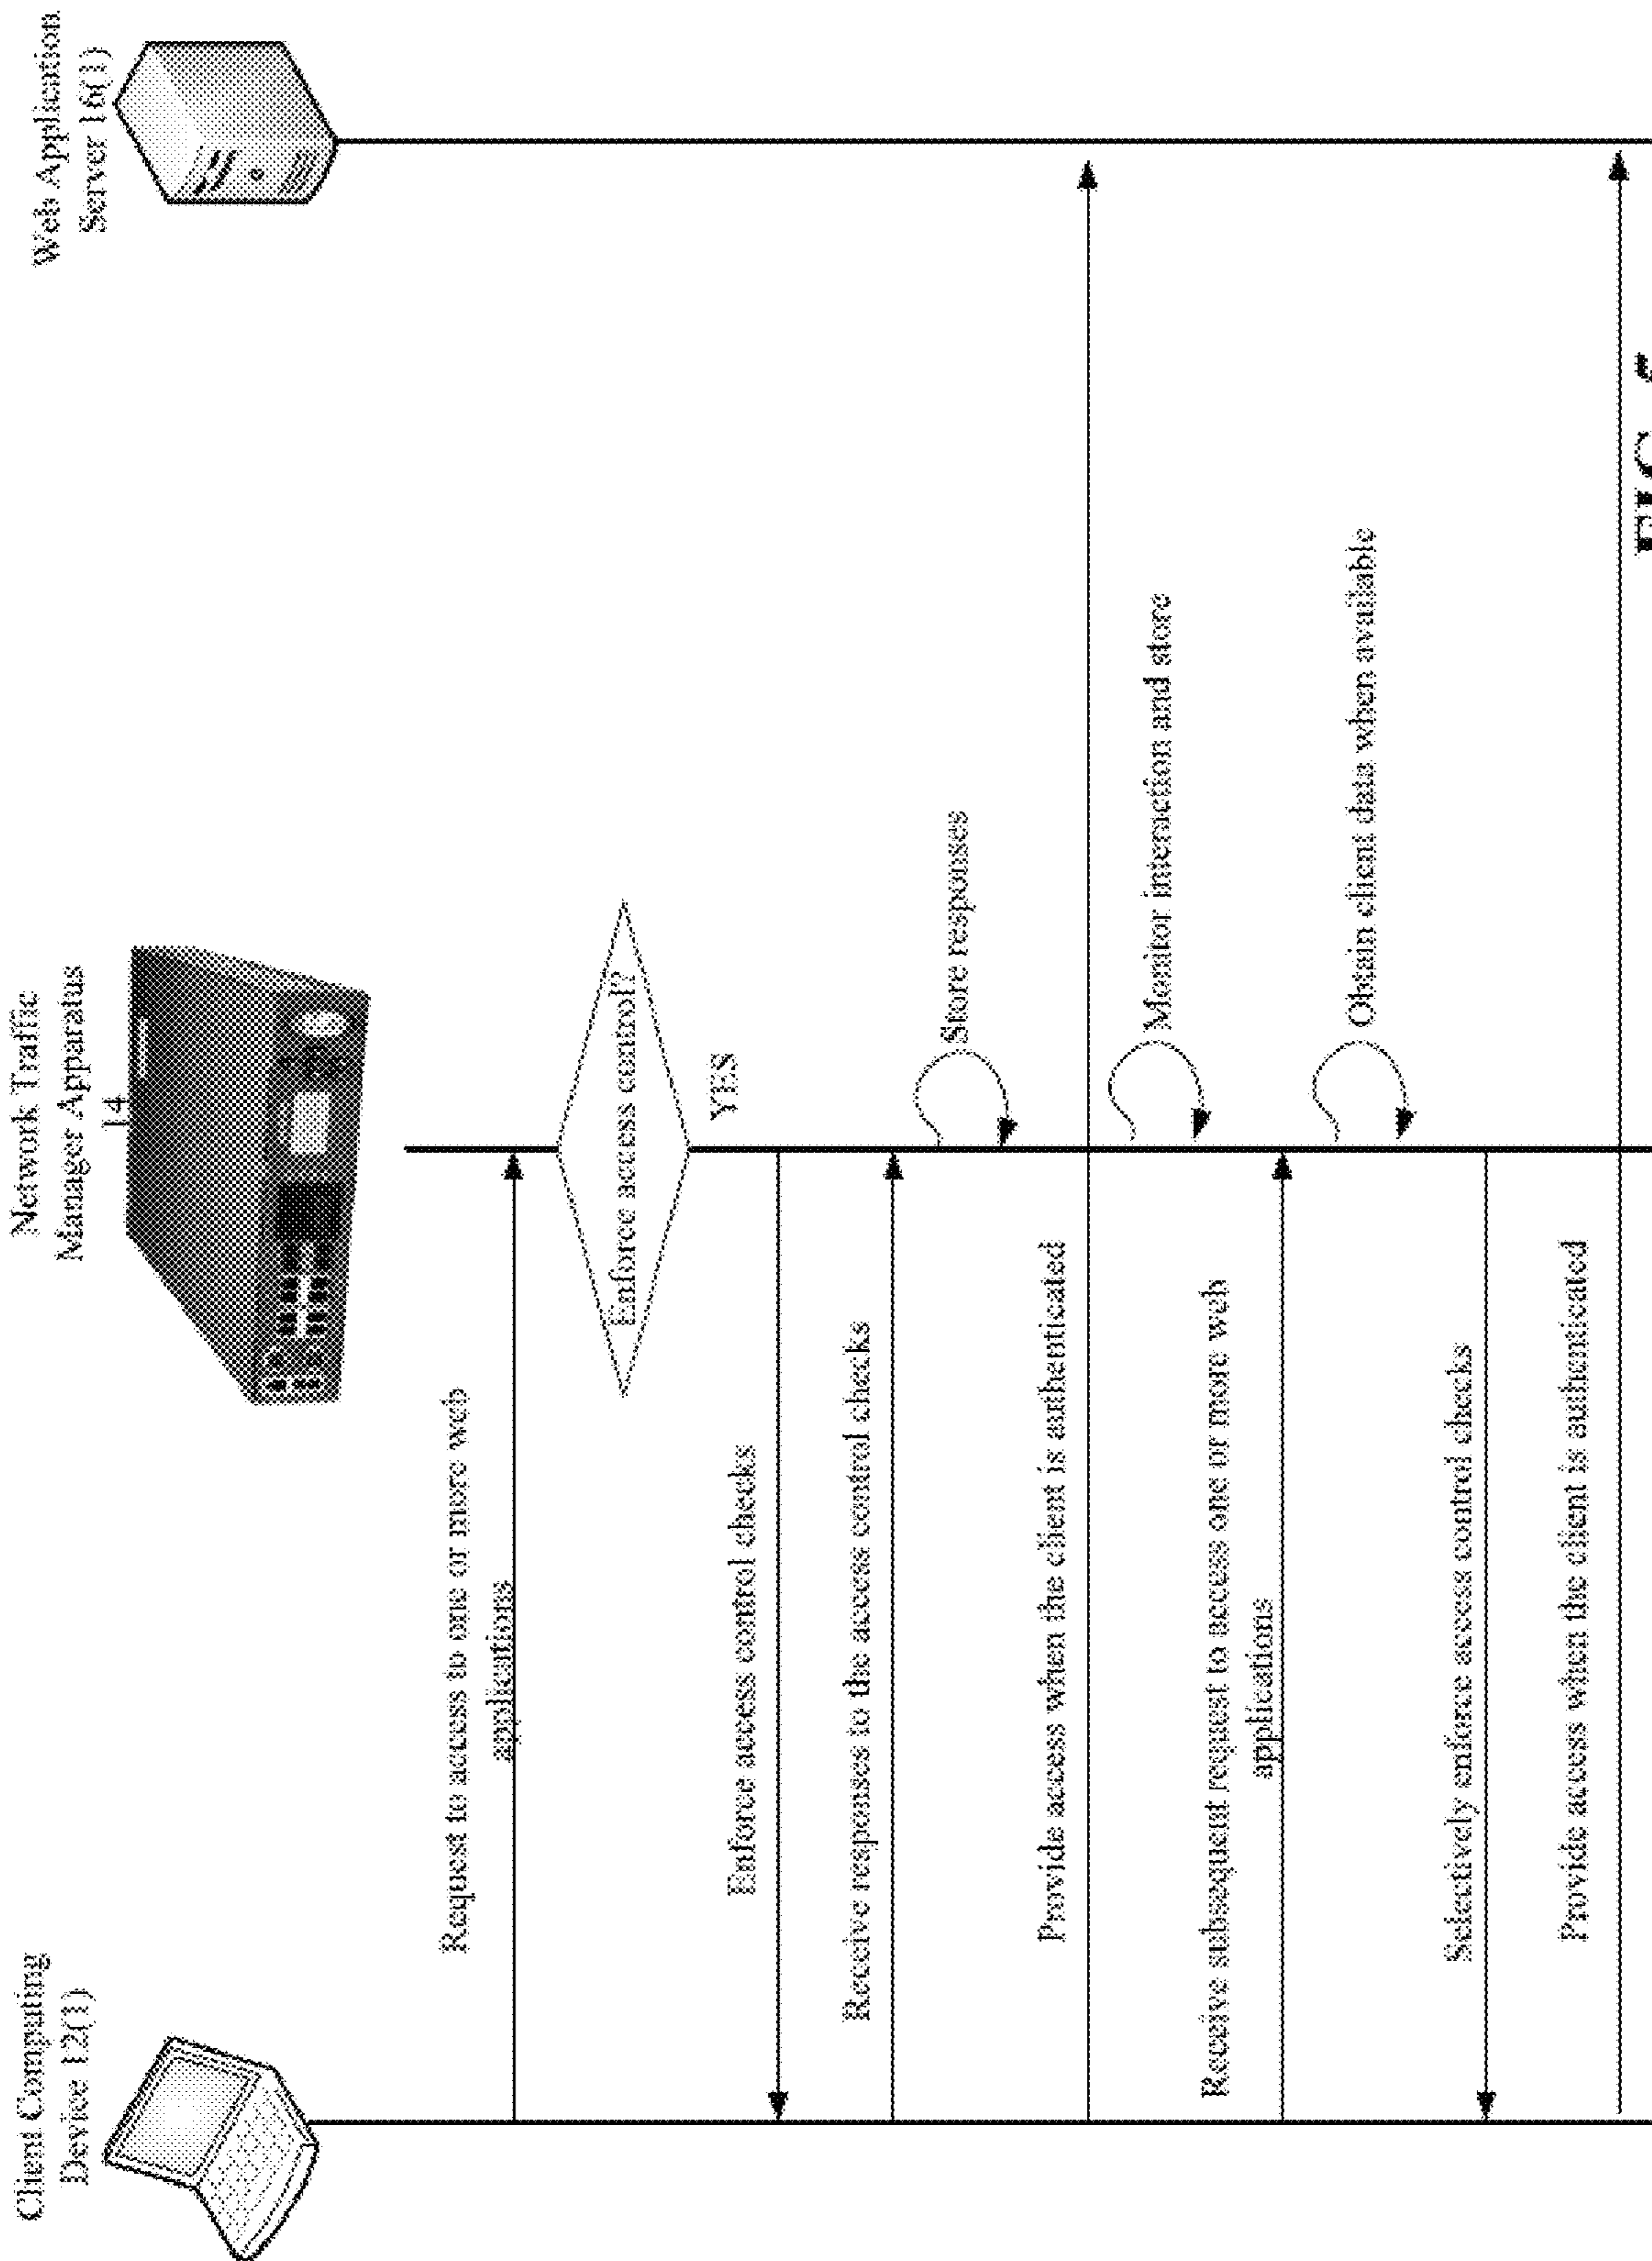 Client Computing
Device 12(1)
Network Traffic
Manager Apparatus
14
Web Application
Server 16(1)
Request to access to one or more web
applications
Enforce access control?
YES
Enforce access control checks
Receive responses to the access control checks
Store responses
Provide access when the client is authenticated
Monitor interaction and store
Receive subsequent request to access one or more web
applications
Obtain client data when available
Selectively enforce access control checks
Provide access when the client is authenticated